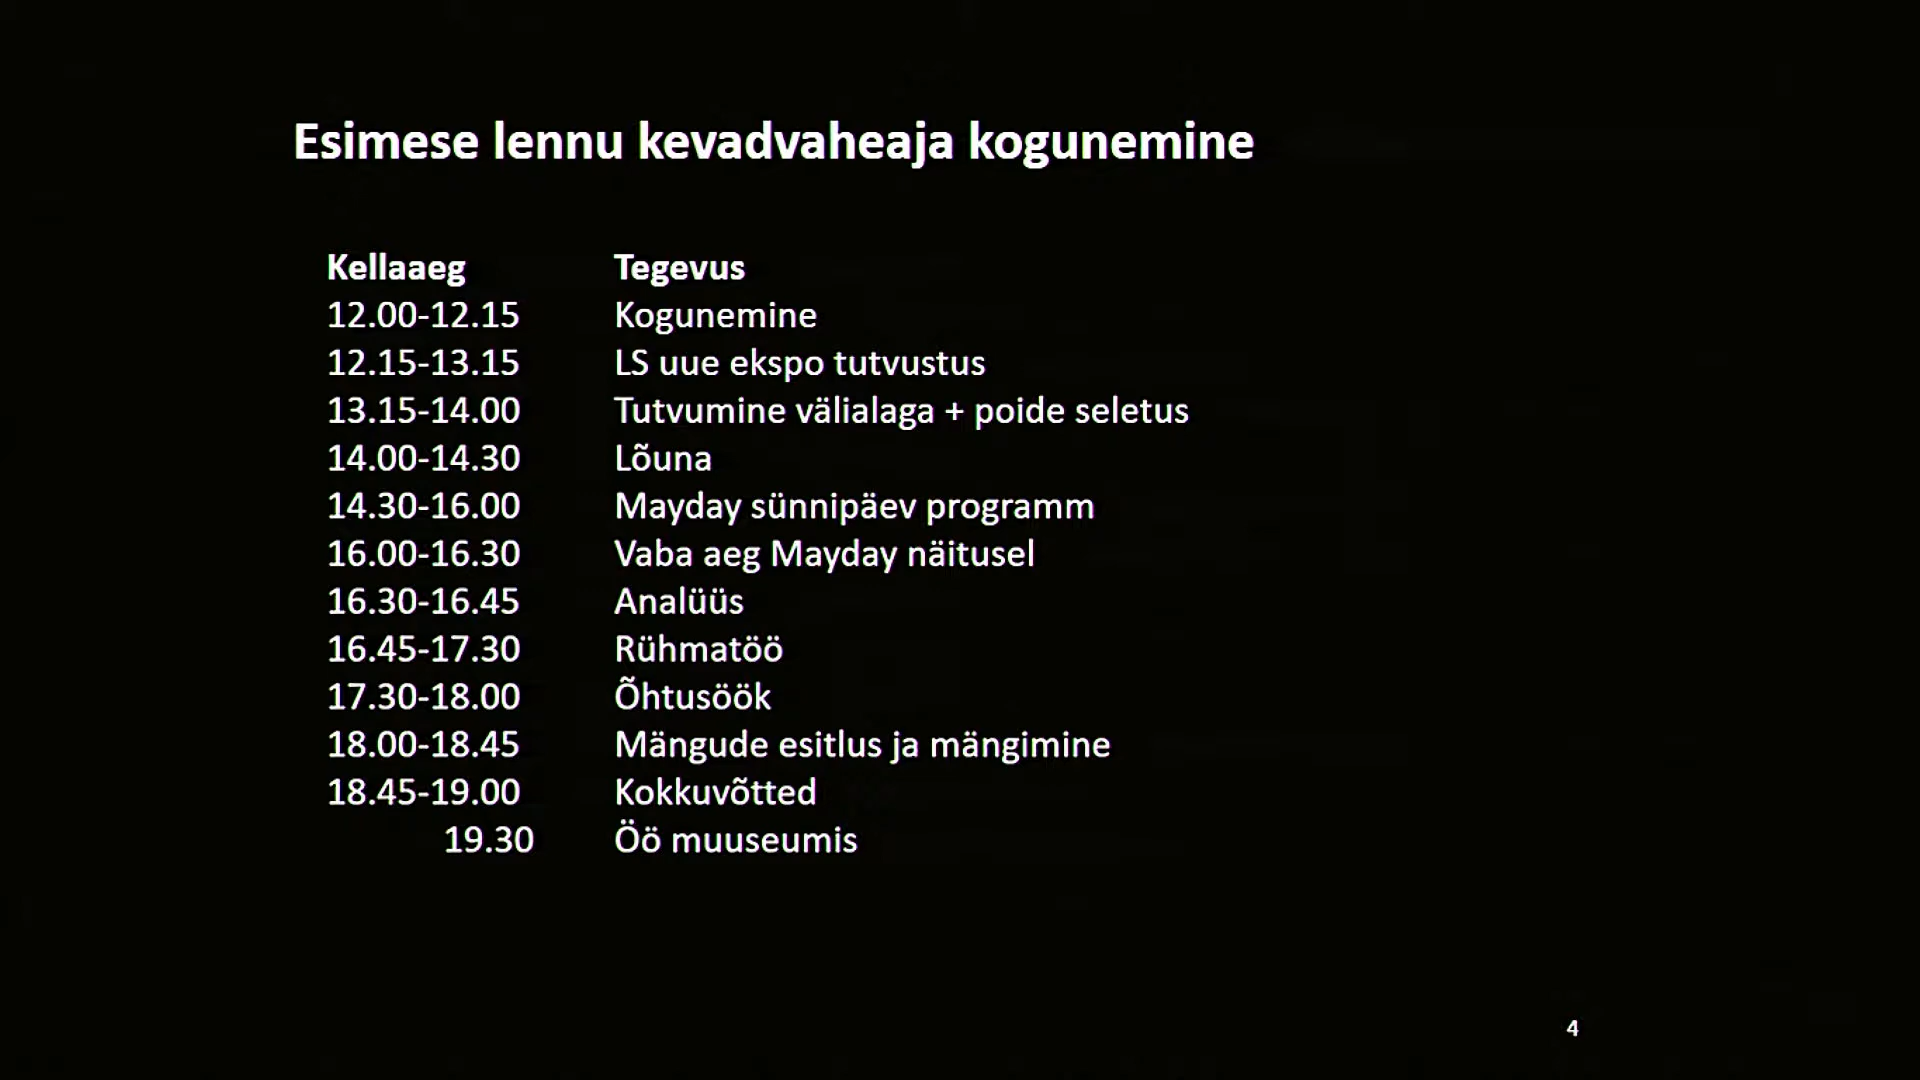 Esimese lennu kevadvaheaja kogunemine
Kellaaeg Tegevus
12.00-12.15 Kogunemine
12.15-13.15 LS uue ekspo tutvustus
13.15-14.00 Tutvumine välialaga + poide seletus
14.00-14.30 Lõuna
14.30-16.00 Mayday sünnipäev programm
16.00-16.30 Vaba aeg Mayday näitusel
16.30-16.45 Analüüs
16.45-17.30 Rühmatöö
17.30-18.00 Õhtusöök
18.00-18.45 Mängude esitlus ja mängimine
18.45-19.00 Kokkuvõtted
19.30 Öö muuseumis
4